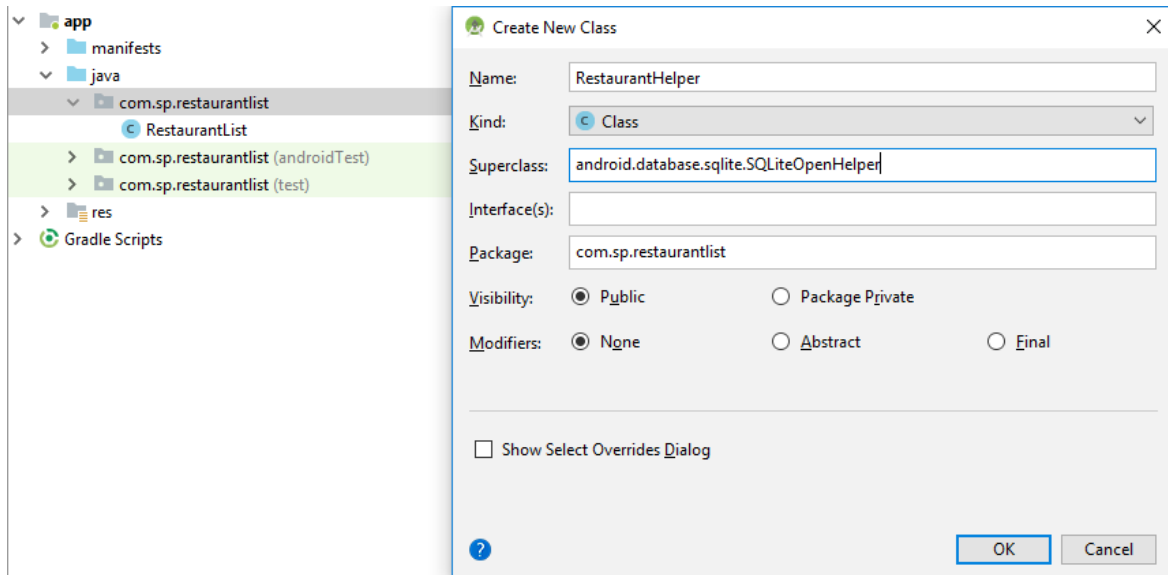 app
manifests
java
com.sp.restaurantlist
C RestaurantList
com.sp.restaurantlist (androidTest)
com.sp.restaurantlist (test)
res
Gradle Scripts
Create New Class
Name: RestaurantHelper
Kind: C Class
Superclass: android.database.sqlite.SQLiteOpenHelper
Interface(s):
Package: com.sp.restaurantlist
Visibility: Public Package Private
Modifiers: None Abstract Final
Show Select Overrides Dialog
? OK Cancel